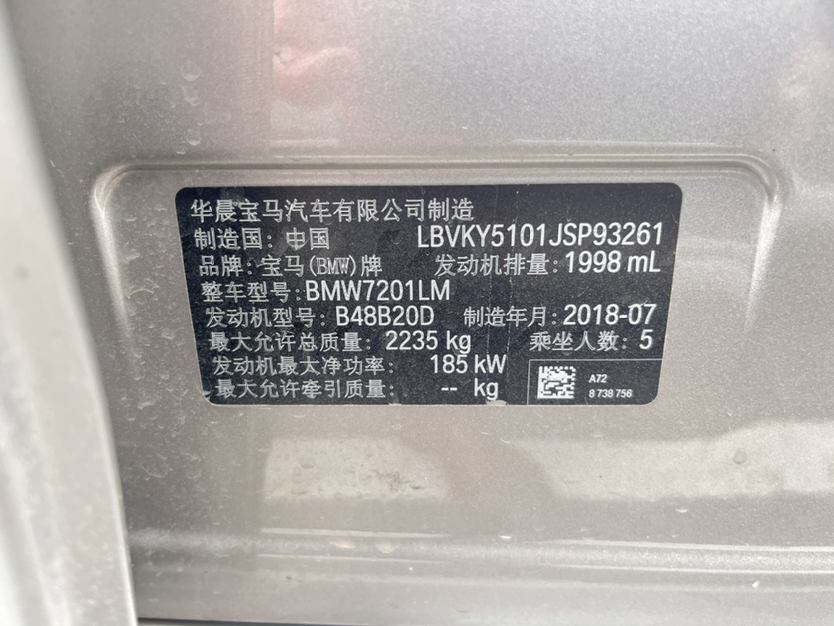 华晨宝马汽车有限公司制造
制造国：中国 LBVKY5101JSP93261
品牌：宝马(BMW)牌 发动机排量：1998 mL
整车型号：BMW7201LM
发动机型号：B48B20D 制造年月：2018-07
最大允许总质量：2235 kg 乘坐人数：5
发动机最大净功率：185 kW
最大允许牵引质量：-- kg
A72
8 738 756